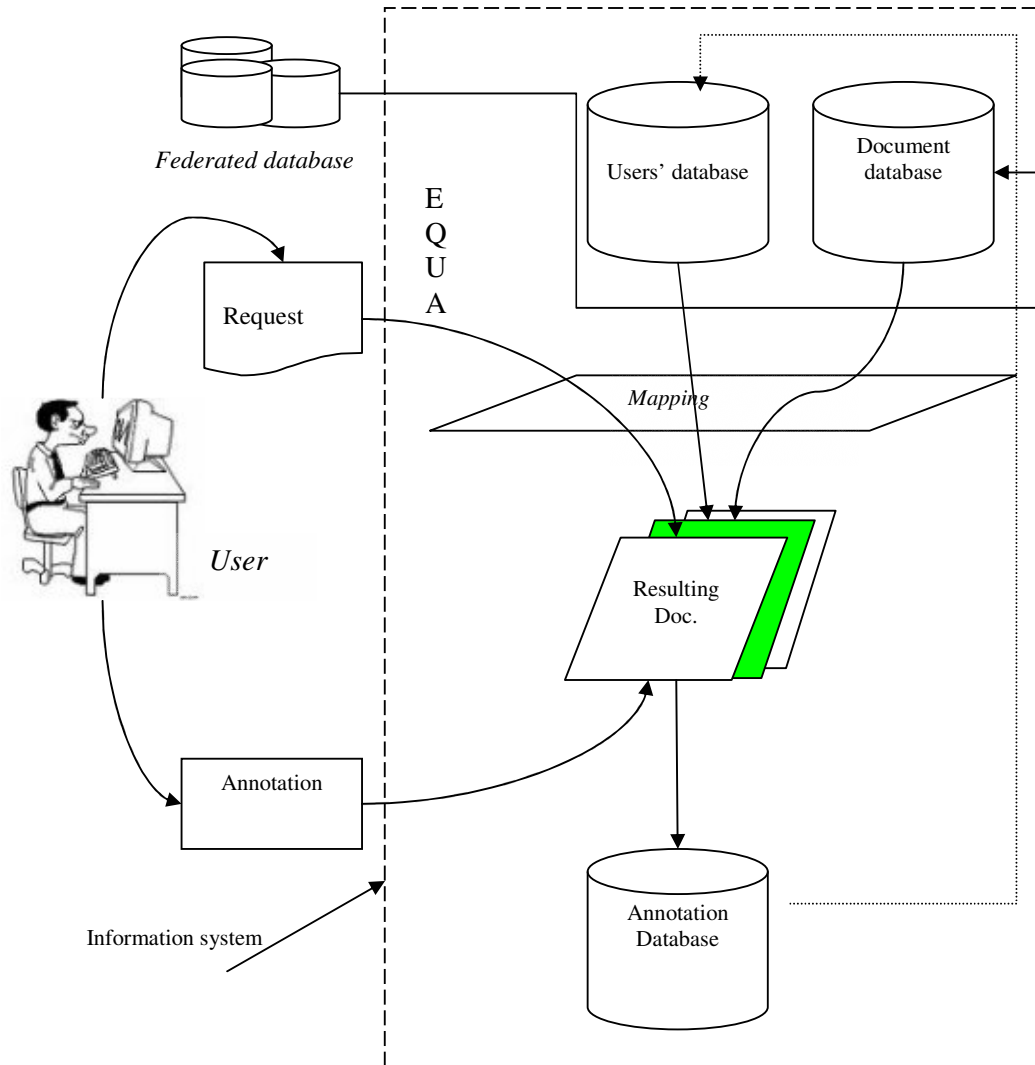 Federated database
Users’ database
Document
database
E
Q
U
A
Request
Mapping
User
Resulting
Doc.
Annotation
Information system
Annotation
Database